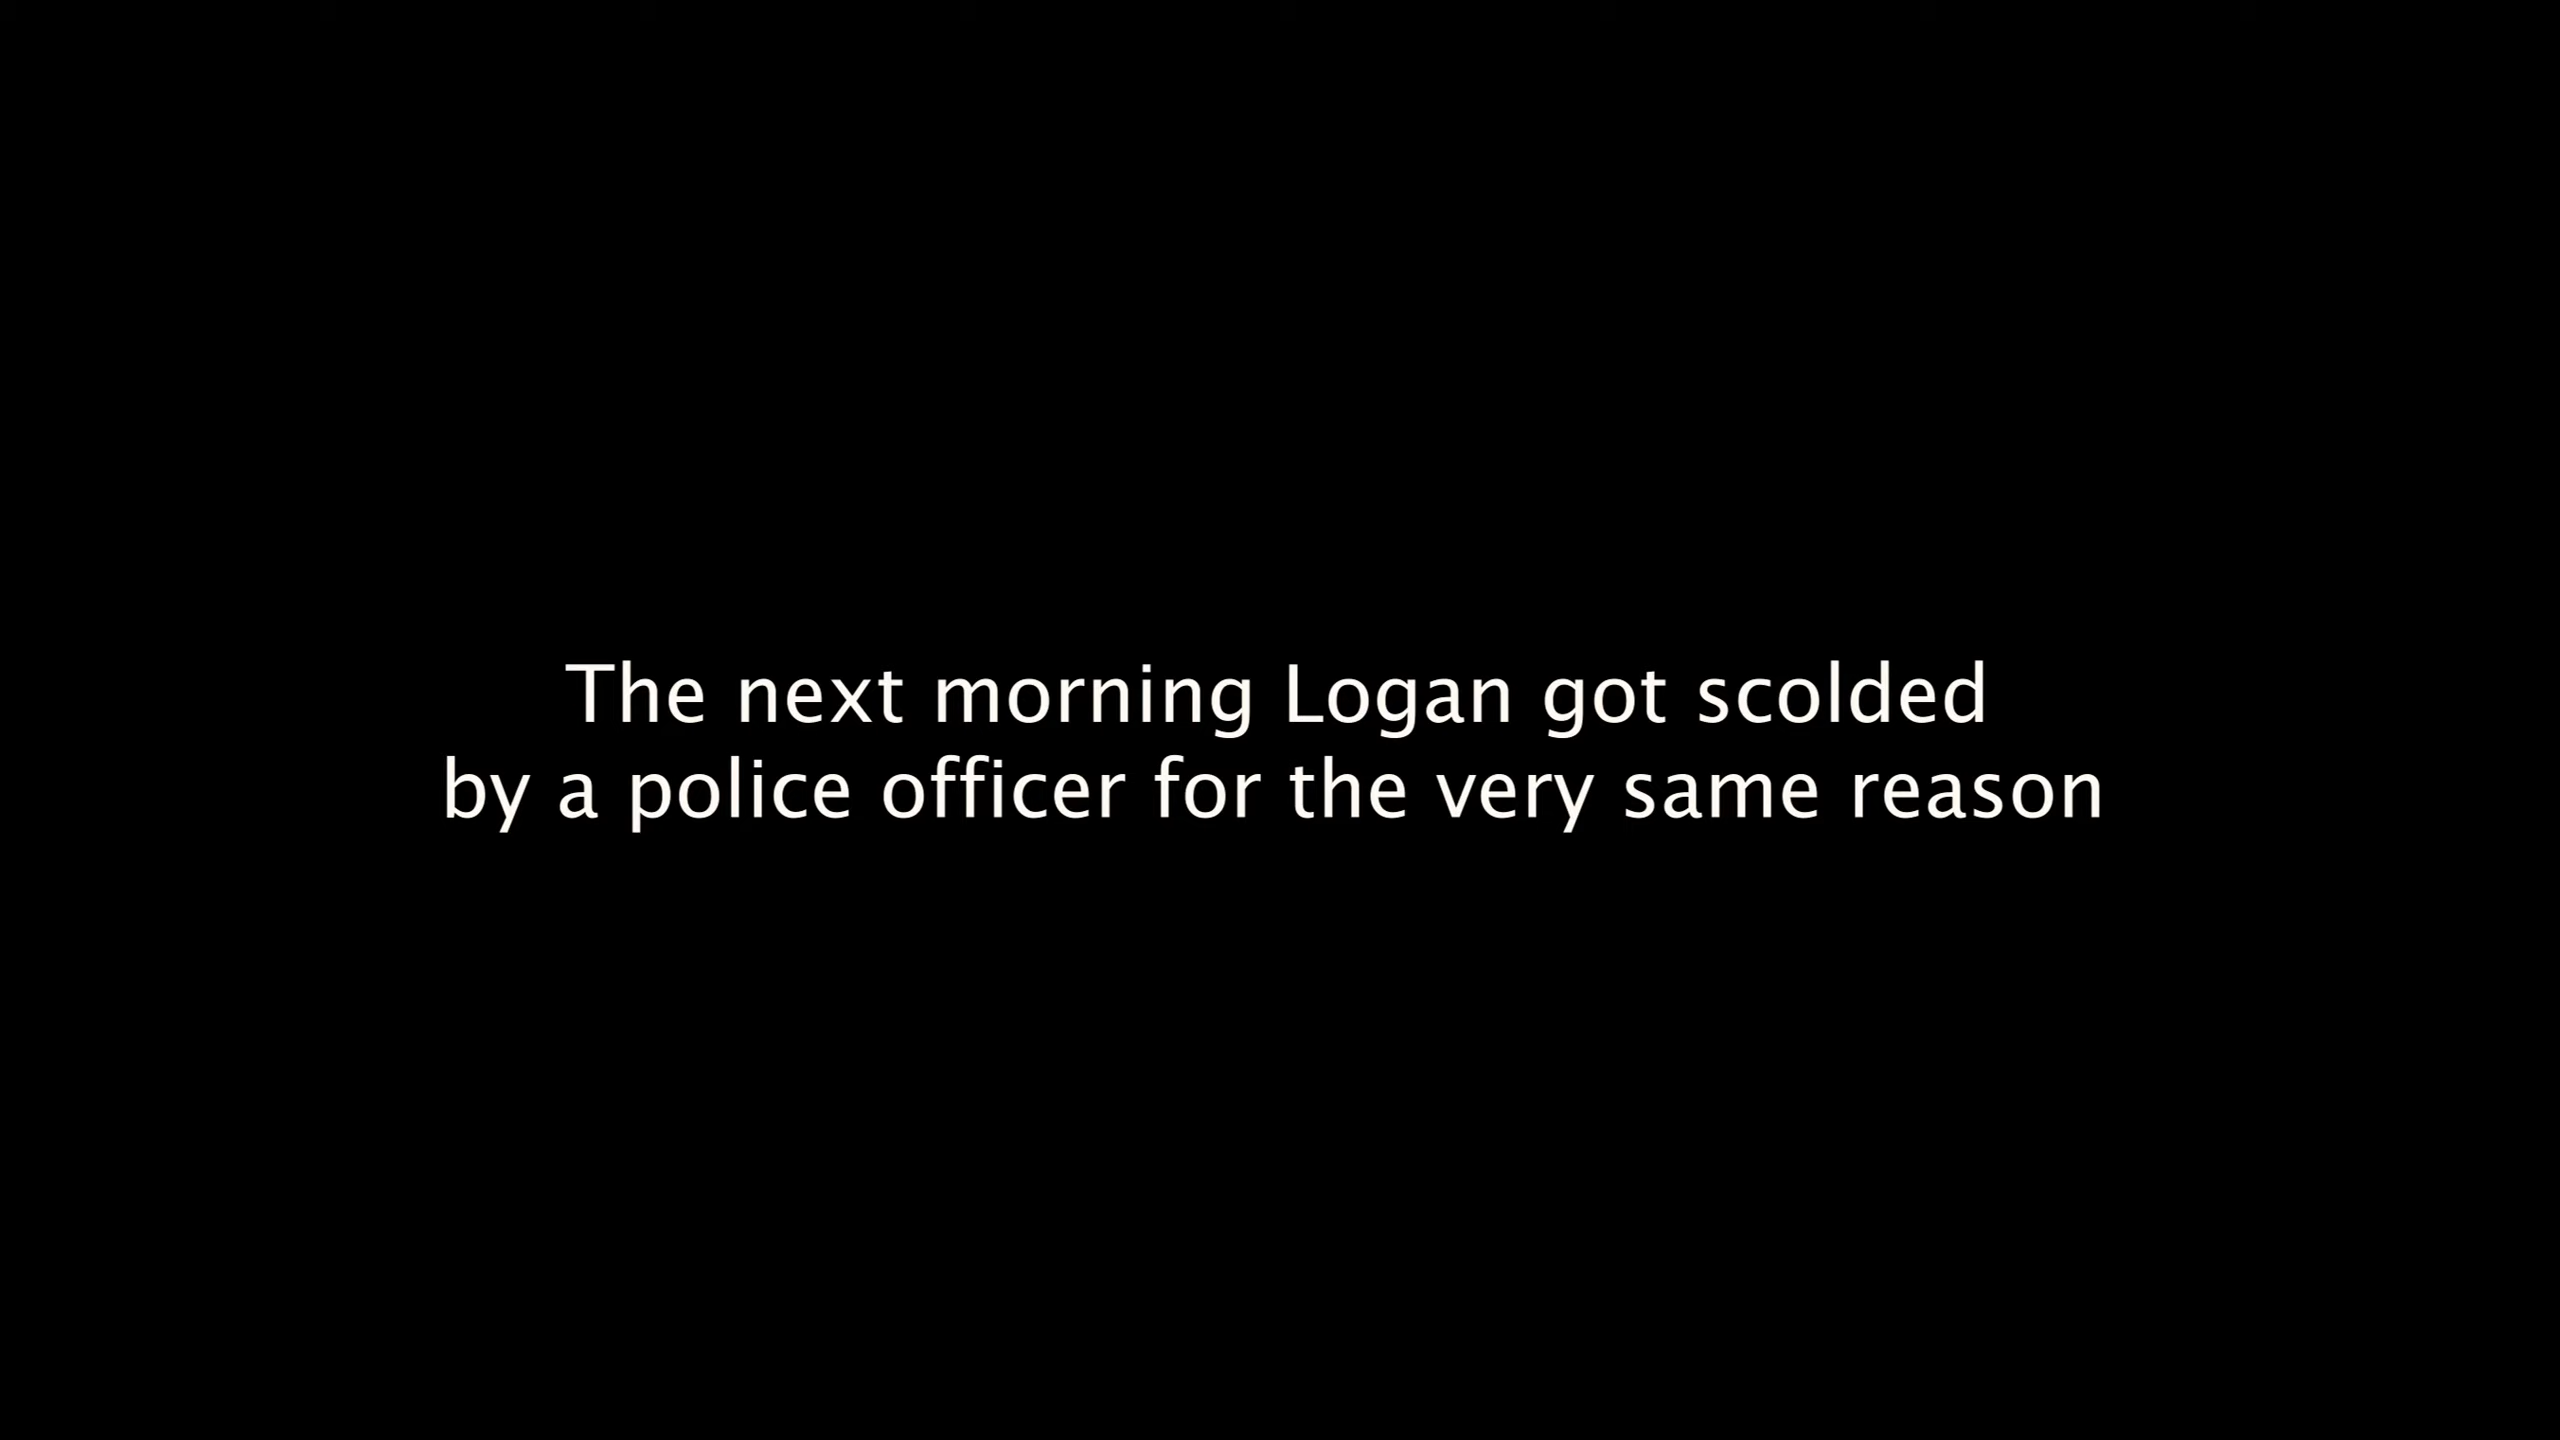 The next morning Logan got scolded
by a police officer for the very same reason